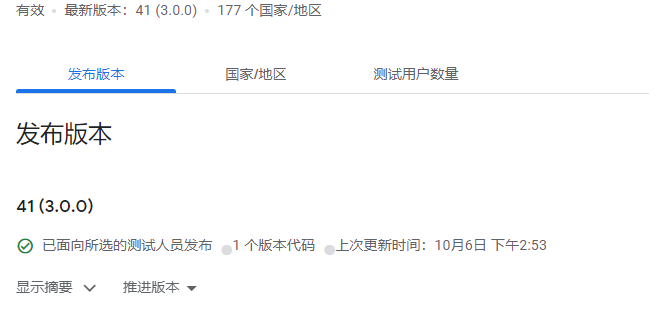 有效 • 最新版本：41 (3.0.0) • 177 个国家/地区
发布版本 国家/地区 测试用户数量
发布版本
41 (3.0.0)
已面向所选的测试人员发布 1 个版本代码 上次更新时间：10月6日 下午2:53
显示摘要 推进版本